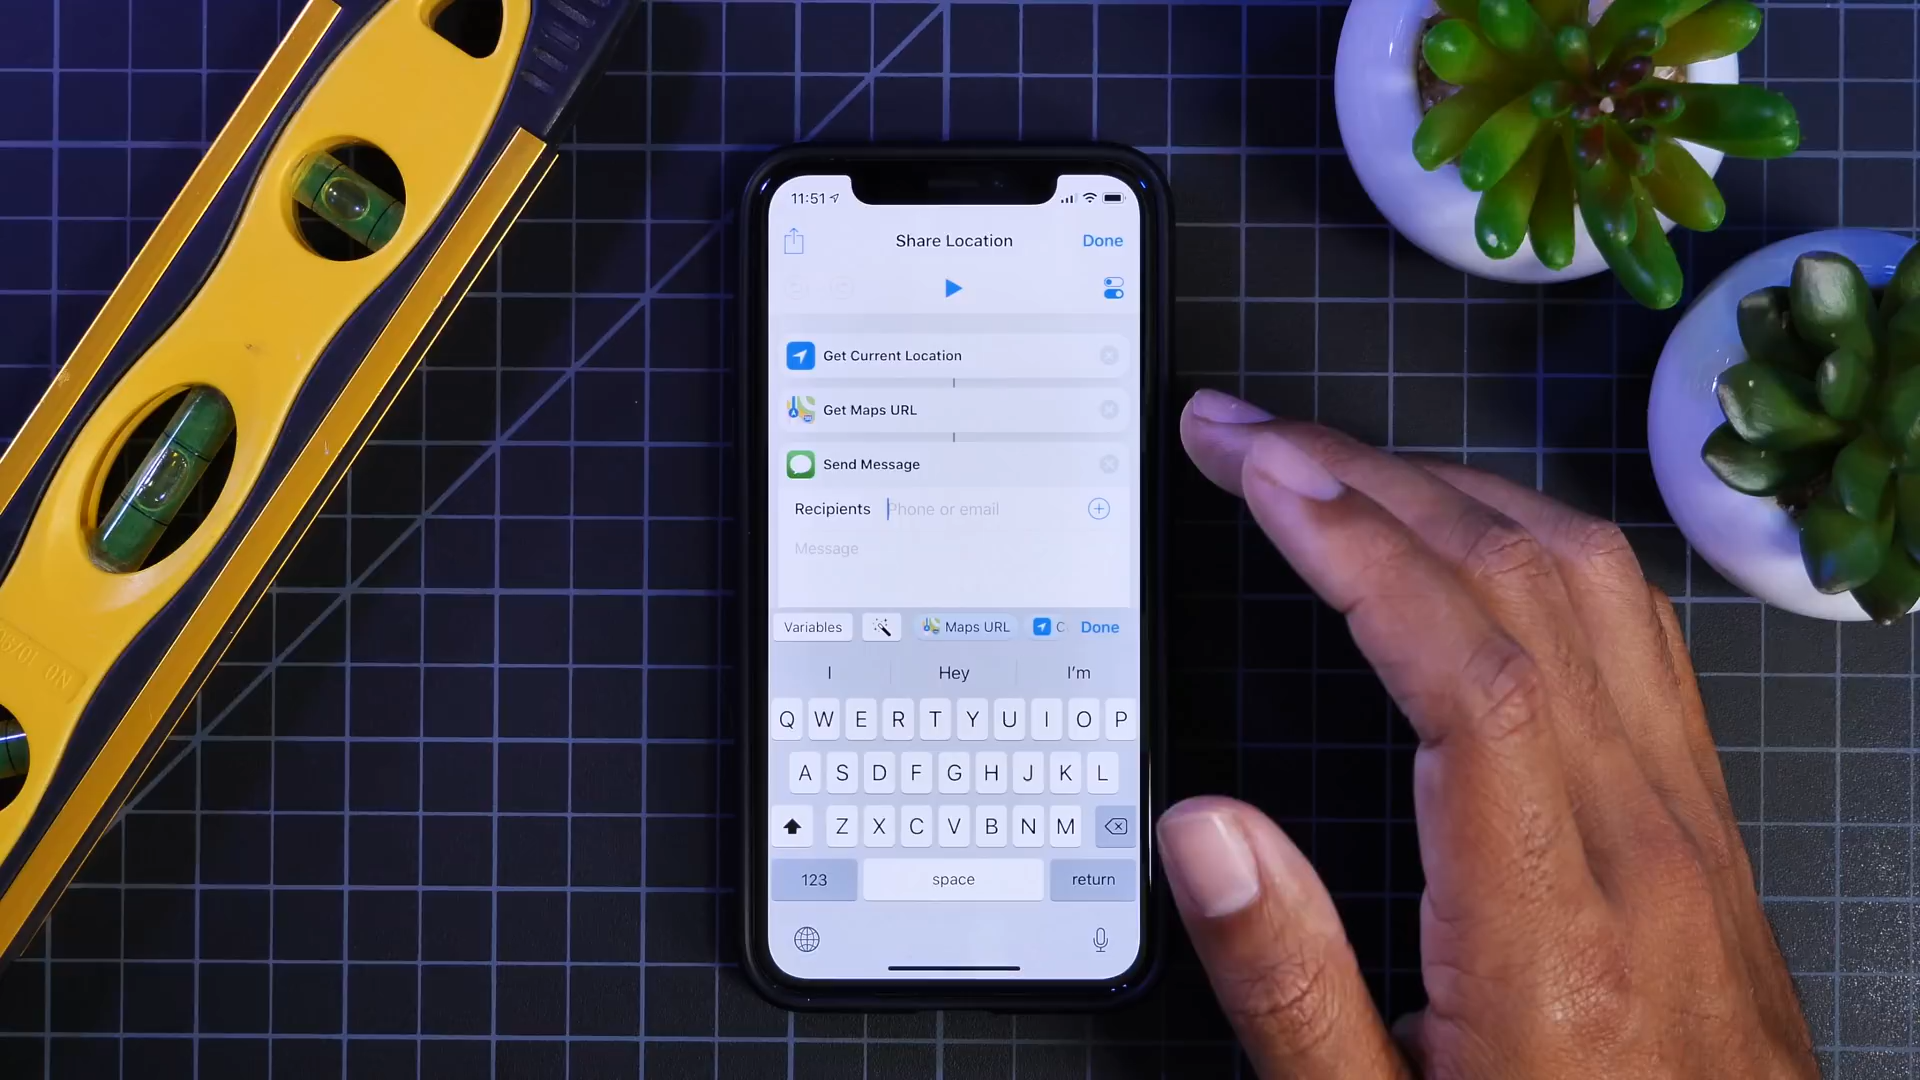 11:51
Share Location
Done
Get Current Location
Get Maps URL
Send Message
Recipients Phone or email
Message
Variables Maps URL C Done
I Hey I'm
Q W E R T Y U I O P
A S D F G H J K L
Z X C V B N M
123 space return